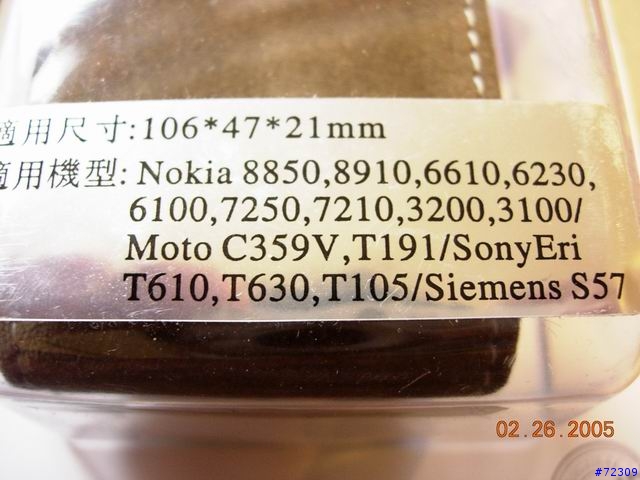 適用尺寸:106*47*21mm
適用機型: Nokia 8850,8910,6610,6230,
6100,7250,7210,3200,3100/
Moto C359V,T191/SonyEri
T610,T630,T105/Siemens S57
02.26.2005
#72309